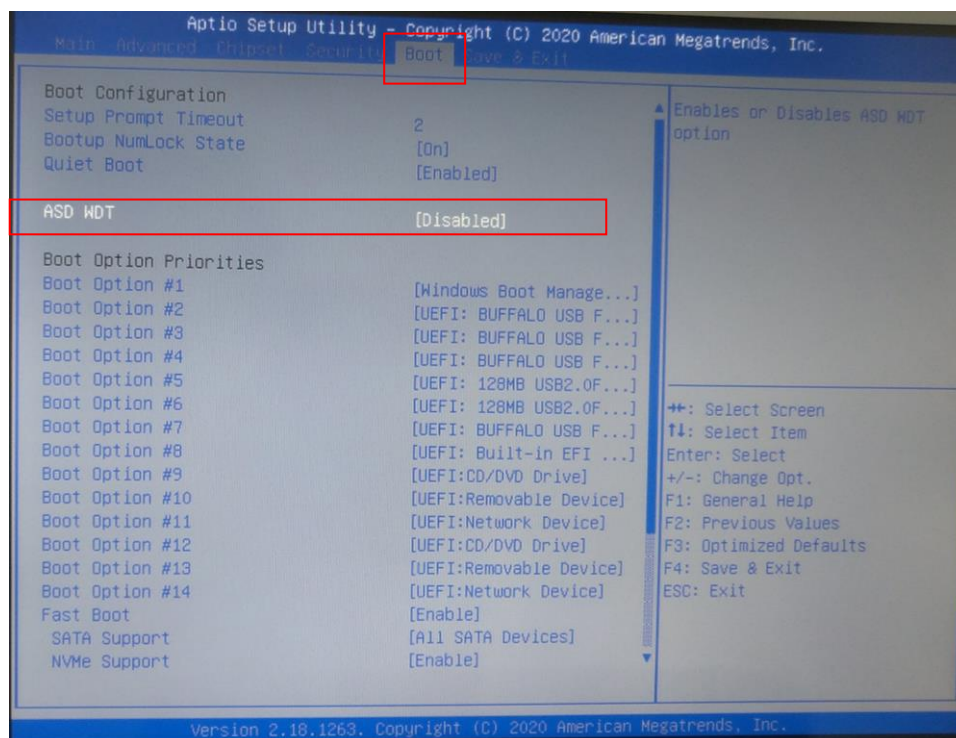 Aptio Setup Utility - Copyright (C) 2020 American Megatrends, Inc.
Main Advanced Chipset Security Boot Save & Exit
Boot Configuration
Setup Prompt Timeout 2
Bootup NumLock State [On]
Quiet Boot [Enabled]
ASD WDT [Disabled]
Boot Option Priorities
Boot Option #1 [Windows Boot Manage...]
Boot Option #2 [UEFI: BUFFALO USB F...]
Boot Option #3 [UEFI: BUFFALO USB F...]
Boot Option #4 [UEFI: BUFFALO USB F...]
Boot Option #5 [UEFI: 128MB USB2.0F...]
Boot Option #6 [UEFI: 128MB USB2.0F...]
Boot Option #7 [UEFI: BUFFALO USB F...]
Boot Option #8 [UEFI: Built-in EFI ...]
Boot Option #9 [UEFI:CD/DVD Drive]
Boot Option #10 [UEFI:Removable Device]
Boot Option #11 [UEFI:Network Device]
Boot Option #12 [UEFI:CD/DVD Drive]
Boot Option #13 [UEFI:Removable Device]
Boot Option #14 [UEFI:Network Device]
Fast Boot [Enable]
SATA Support [All SATA Devices]
NVMe Support [Enable]
Enables or Disables ASD WDT
option
→←: Select Screen
↑↓: Select Item
Enter: Select
+/-: Change Opt.
F1: General Help
F2: Previous Values
F3: Optimized Defaults
F4: Save & Exit
ESC: Exit
Version 2.18.1263. Copyright (C) 2020 American Megatrends, Inc.